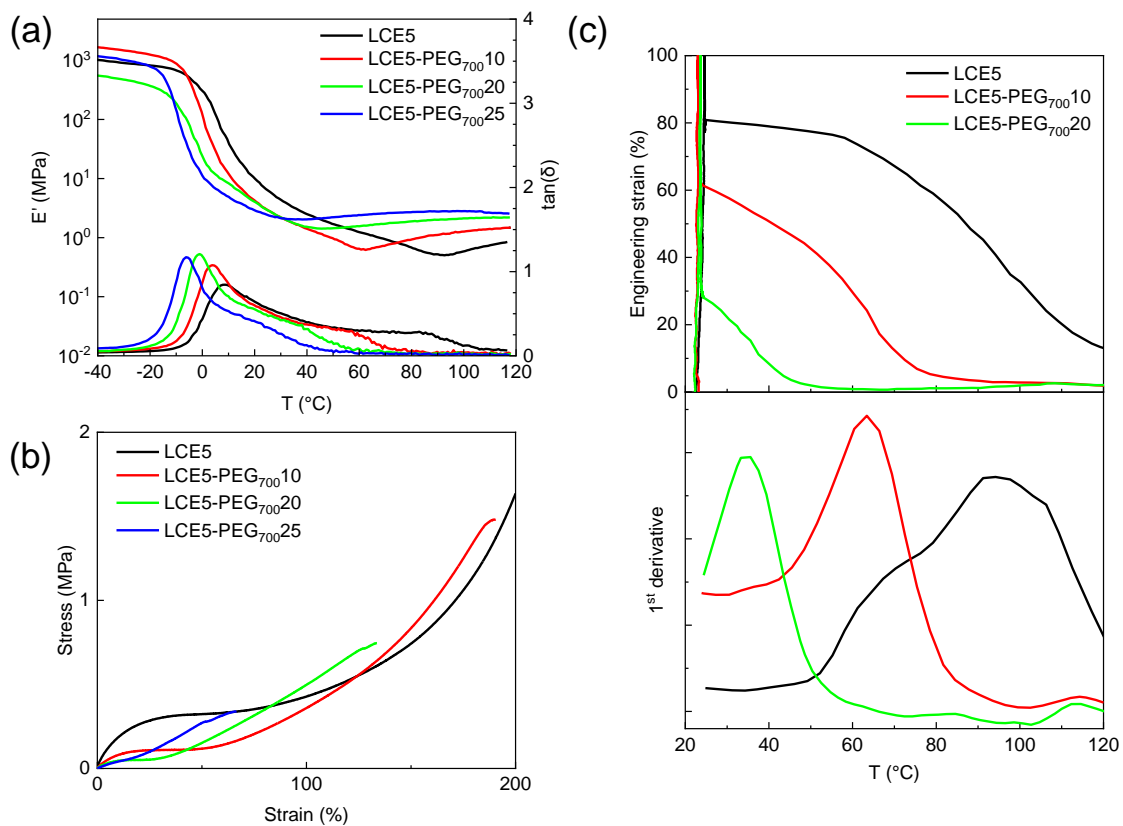 (a)
LCE5
LCE5-PEG₇₀₀10
LCE5-PEG₇₀₀20
LCE5-PEG₇₀₀25
10³
10²
10¹
10⁰
10⁻¹
10⁻²
E' (MPa)
4
3
2
1
0
tan(δ)
-40 -20 0 20 40 60 80 100 120
T (°C)
(b)
LCE5
LCE5-PEG₇₀₀10
LCE5-PEG₇₀₀20
LCE5-PEG₇₀₀25
2
1
0
Stress (MPa)
0 100 200
Strain (%)
(c)
LCE5
LCE5-PEG₇₀₀10
LCE5-PEG₇₀₀20
100
80
60
40
20
0
Engineering strain (%)
1ˢᵗ derivative
20 40 60 80 100 120
T (°C)